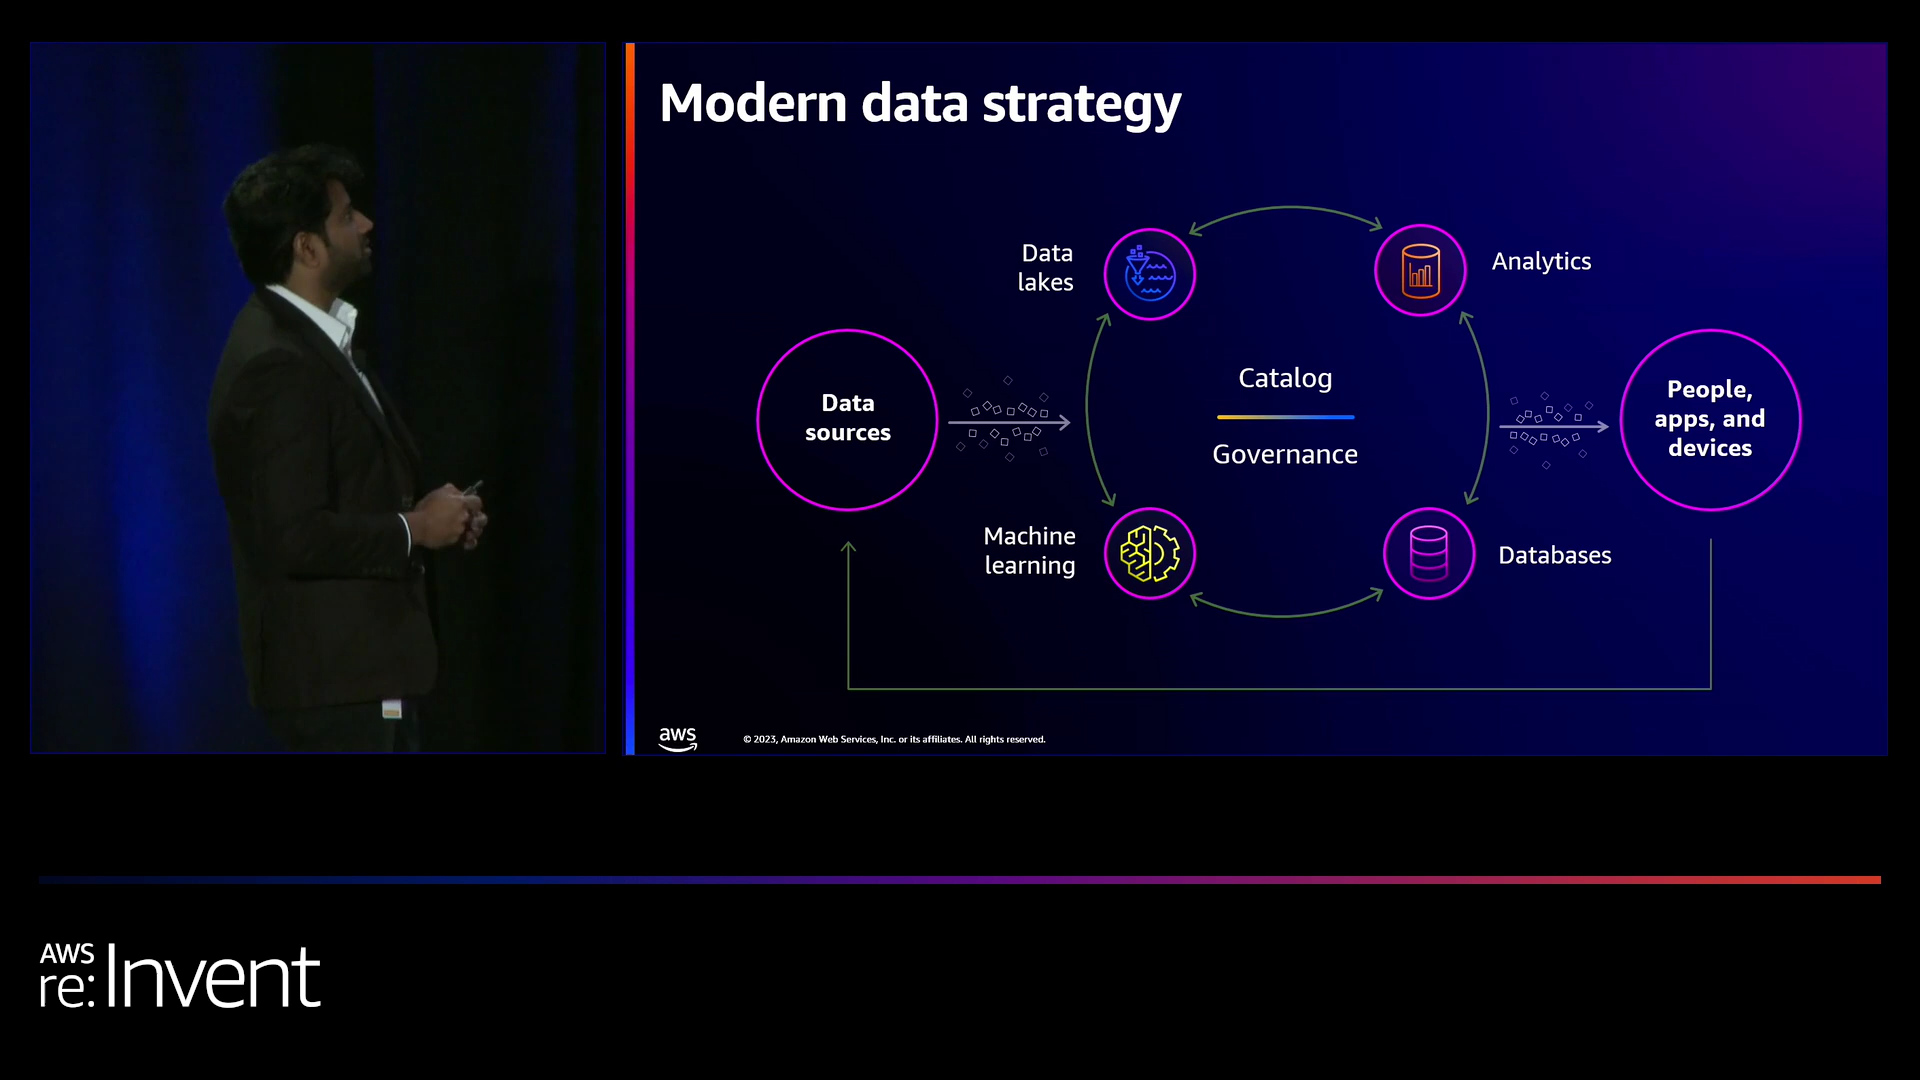 Modern data strategy
Data
lakes
Analytics
Data
sources
Catalog
Governance
People,
apps, and
devices
Machine
learning
Databases
aws
© 2023, Amazon Web Services, Inc. or its affiliates. All rights reserved.
AWS
re:Invent